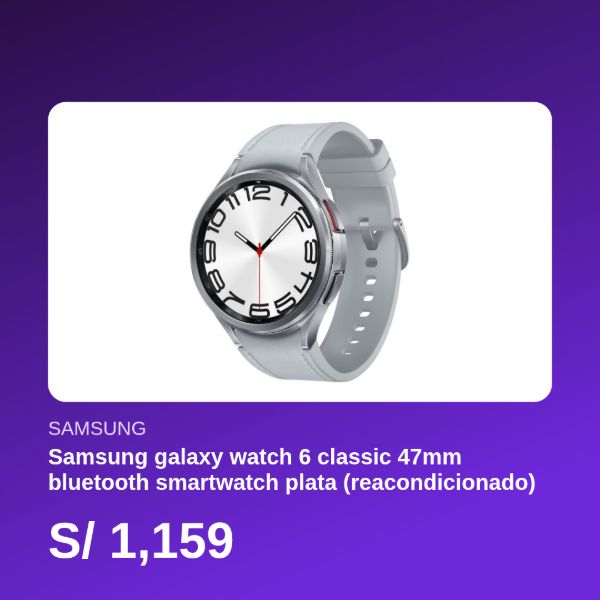 SAMSUNG
Samsung galaxy watch 6 classic 47mm
bluetooth smartwatch plata (reacondicionado)
S/ 1,159